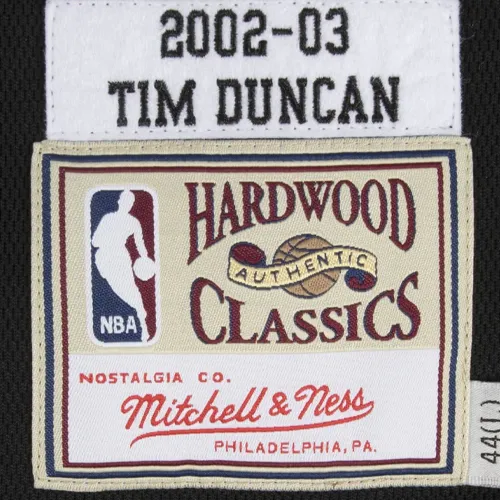 2002-03
TIM DUNCAN
HARDWOOD
AUTHENTIC
CLASSICS
NBA
NOSTALGIA CO.
Mitchell & Ness
PHILADELPHIA, PA.
44(L)